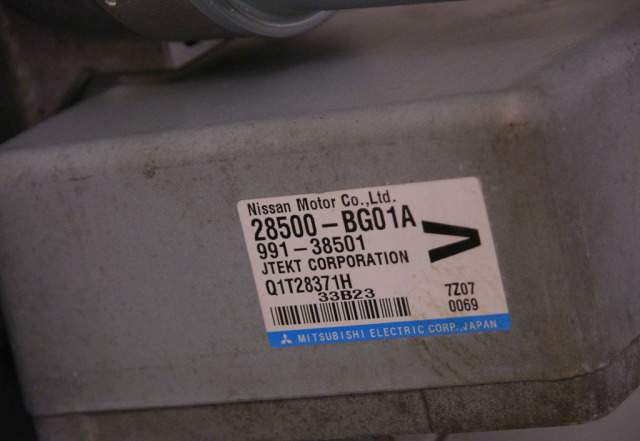 Nissan Motor Co.,Ltd.
28500-BG01A
991-38501
JTEKT CORPORATION
Q1T28371H
33B23
7Z07
0069
MITSUBISHI ELECTRIC CORP.,JAPAN